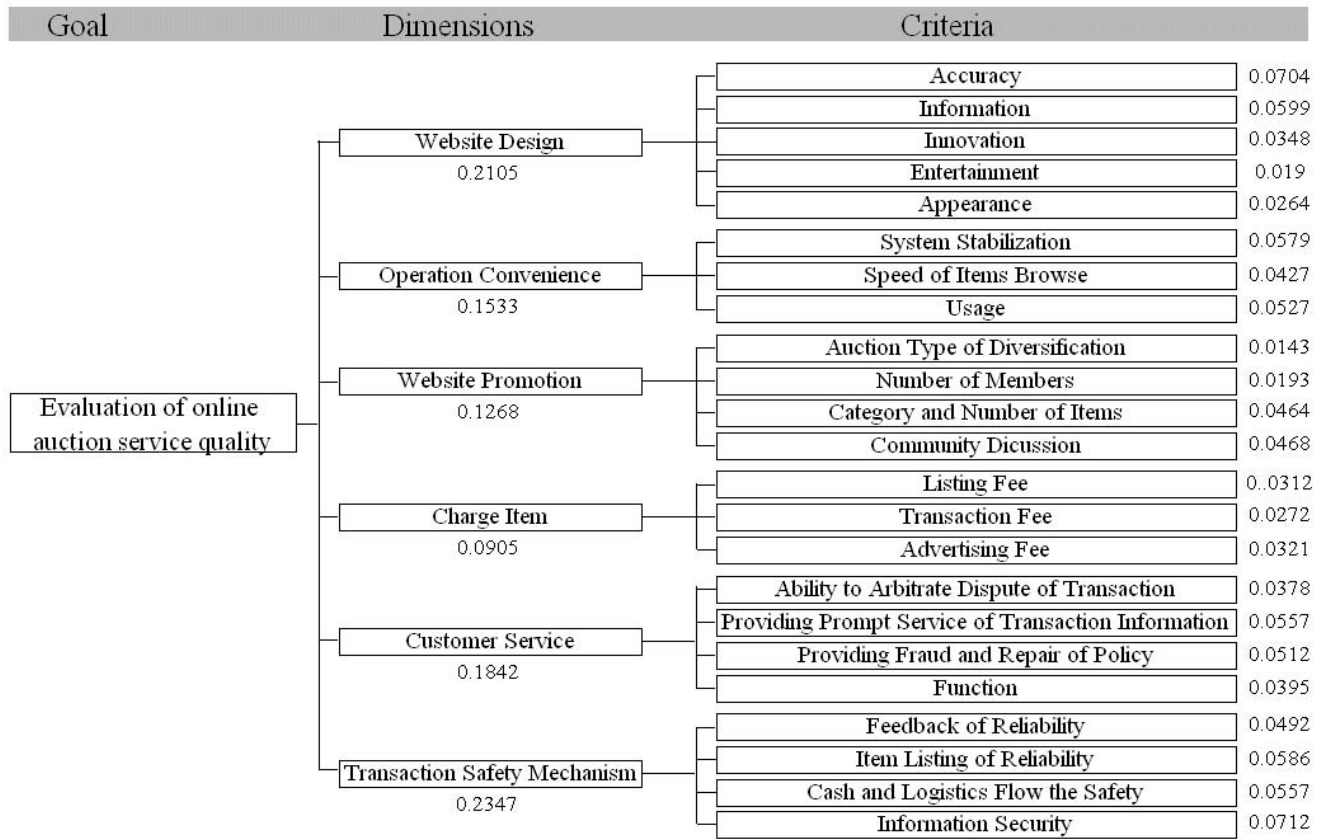 Goal Dimensions Criteria
Evaluation of online
auction service quality
Website Design
0.2105
Accuracy 0.0704
Information 0.0599
Innovation 0.0348
Entertainment 0.019
Appearance 0.0264
Operation Convenience
0.1533
System Stabilization 0.0579
Speed of Items Browse 0.0427
Usage 0.0527
Website Promotion
0.1268
Auction Type of Diversification 0.0143
Number of Members 0.0193
Category and Number of Items 0.0464
Community Dicussion 0.0468
Charge Item
0.0905
Listing Fee 0..0312
Transaction Fee 0.0272
Advertising Fee 0.0321
Customer Service
0.1842
Ability to Arbitrate Dispute of Transaction 0.0378
Providing Prompt Service of Transaction Information 0.0557
Providing Fraud and Repair of Policy 0.0512
Function 0.0395
Transaction Safety Mechanism
0.2347
Feedback of Reliability 0.0492
Item Listing of Reliability 0.0586
Cash and Logistics Flow the Safety 0.0557
Information Security 0.0712